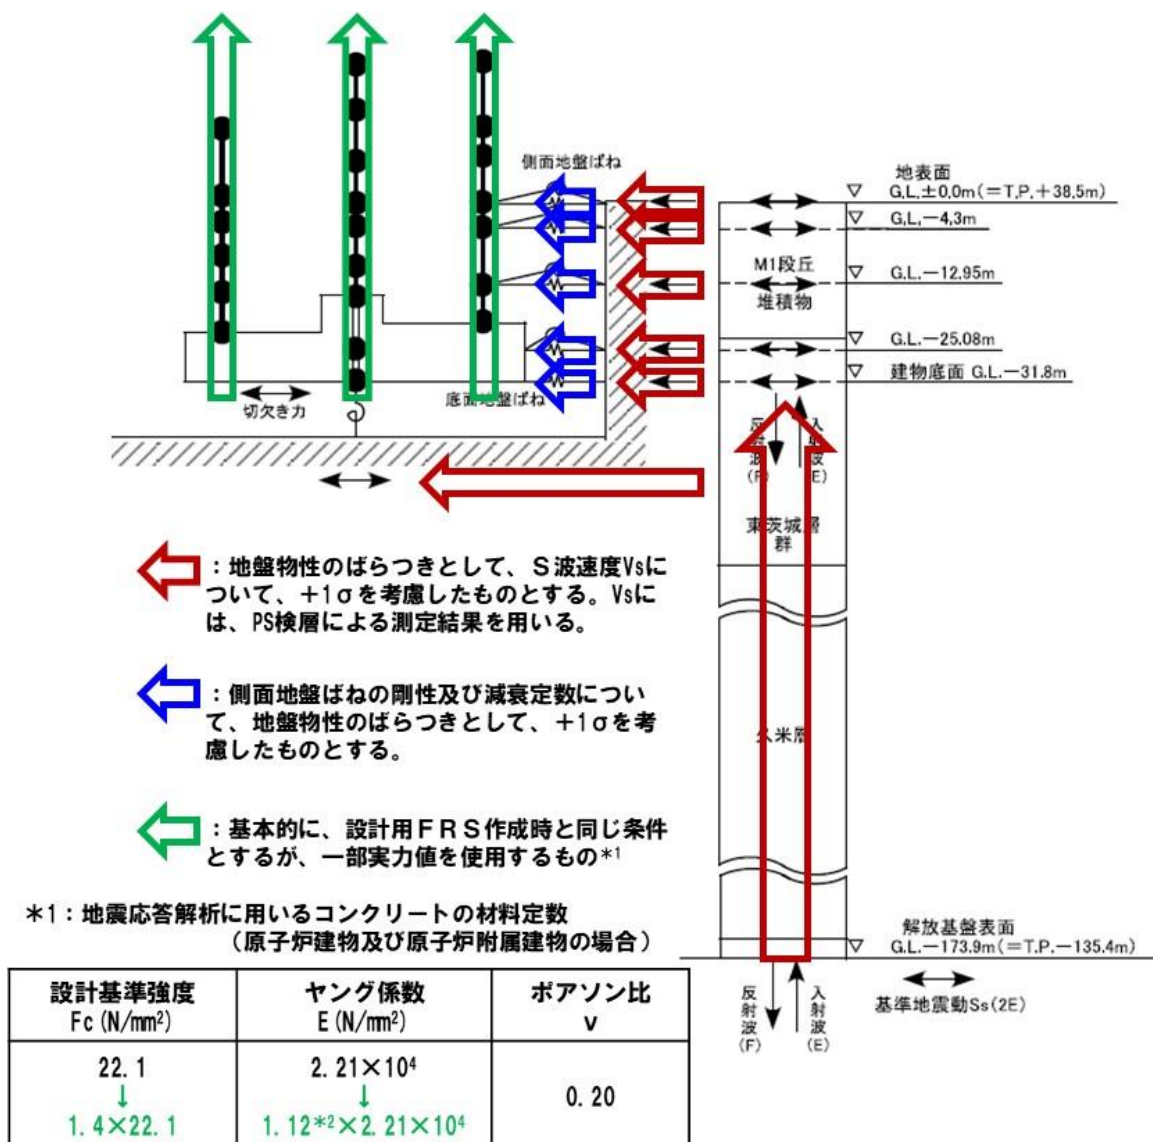 側面地盤ばね
地表面
G.L.±0.0m(=T.P.+38.5m)
G.L.-4.3m
M1段丘
堆積物
G.L.-12.95m
G.L.-25.08m
建物底面 G.L.-31.8m
切欠き力
底面地盤ばね
反射波(F)
入射波(E)
東茨城層
群
:地盤物性のばらつきとして、S波速度Vsに
ついて、+1σを考慮したものとする。Vsに
は、PS検層による測定結果を用いる。
:側面地盤ばねの剛性及び減衰定数につい
て、地盤物性のばらつきとして、+1σを考
慮したものとする。
久米層
:基本的に、設計用FRS作成時と同じ条件
とするが、一部実力値を使用するもの*1
*1:地震応答解析に用いるコンクリートの材料定数
(原子炉建物及び原子炉附属建物の場合)
解放基盤表面
G.L.-173.9m(=T.P.-135.4m)
反射波(F)
入射波(E)
基準地震動Ss(2E)
設計基準強度
Fc(N/mm²)
ヤング係数
E(N/mm²)
ポアソン比
ν
22.1
↓
1.4×22.1
2.21×10⁴
↓
1.12*²×2.21×10⁴
0.20